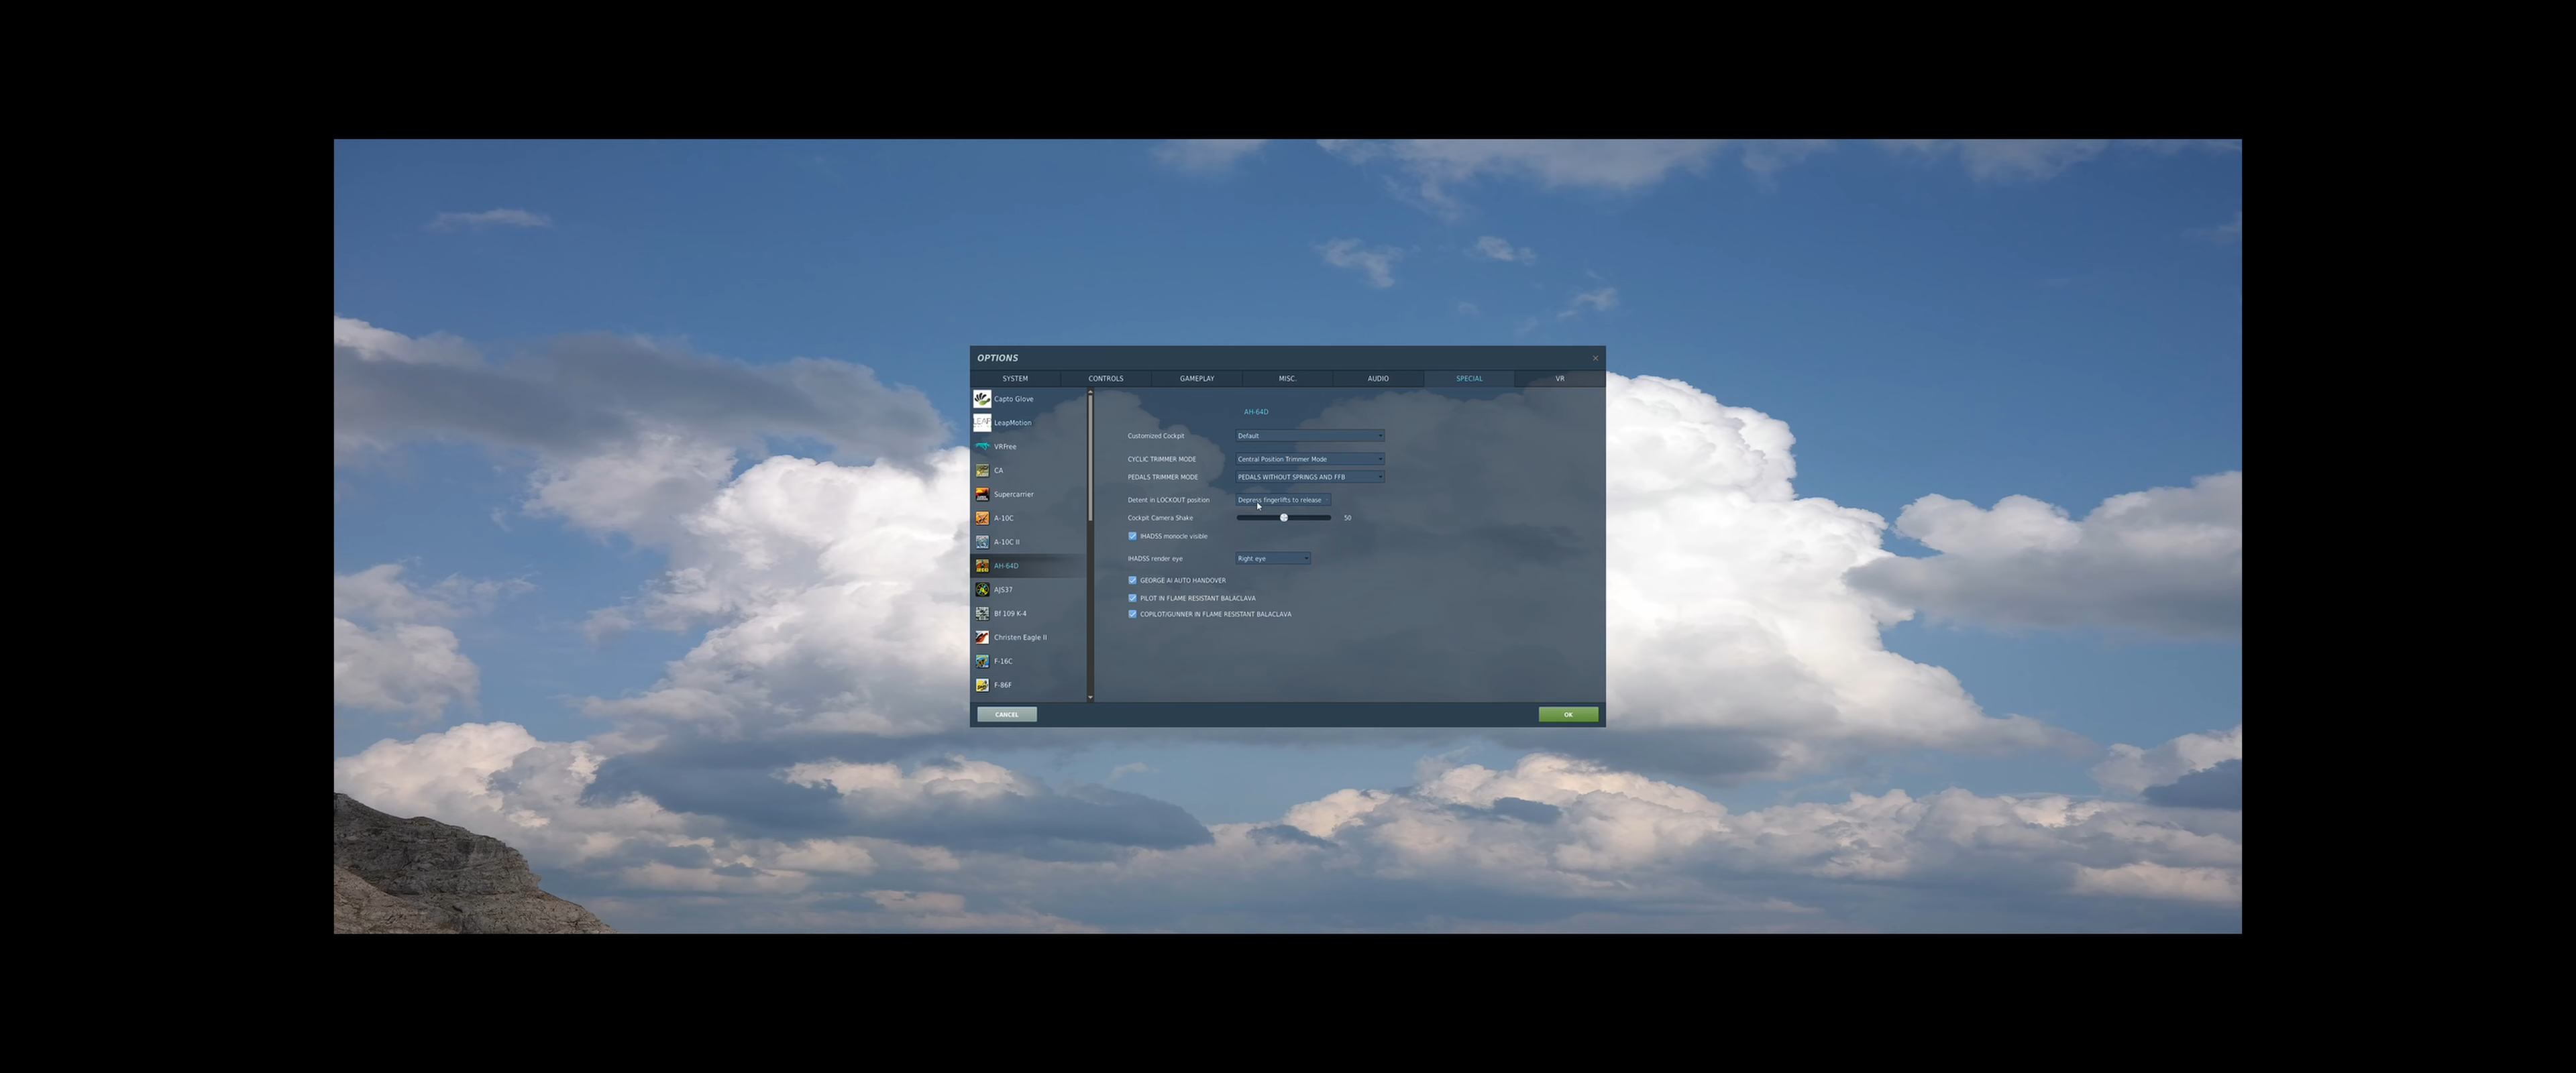 OPTIONS
SYSTEM CONTROLS GAMEPLAY MISC. AUDIO SPECIAL VR
Capto Glove
LEAP LeapMotion
VRFree
CA
Supercarrier
A-10C
A-10C II
AH-64D
AJS37
Bf 109 K-4
Christen Eagle II
F-16C
F-86F
AH-64D
Customized Cockpit Default
CYCLIC TRIMMER MODE Central Position Trimmer Mode
PEDALS TRIMMER MODE PEDALS WITHOUT SPRINGS AND FFB
Detent in LOCKOUT position Depress fingerlifts to release
Cockpit Camera Shake 50
IHADSS monocle visible
IHADSS render eye Right eye
GEORGE AI AUTO HANDOVER
PILOT IN FLAME RESISTANT BALACLAVA
COPILOT/GUNNER IN FLAME RESISTANT BALACLAVA
CANCEL OK